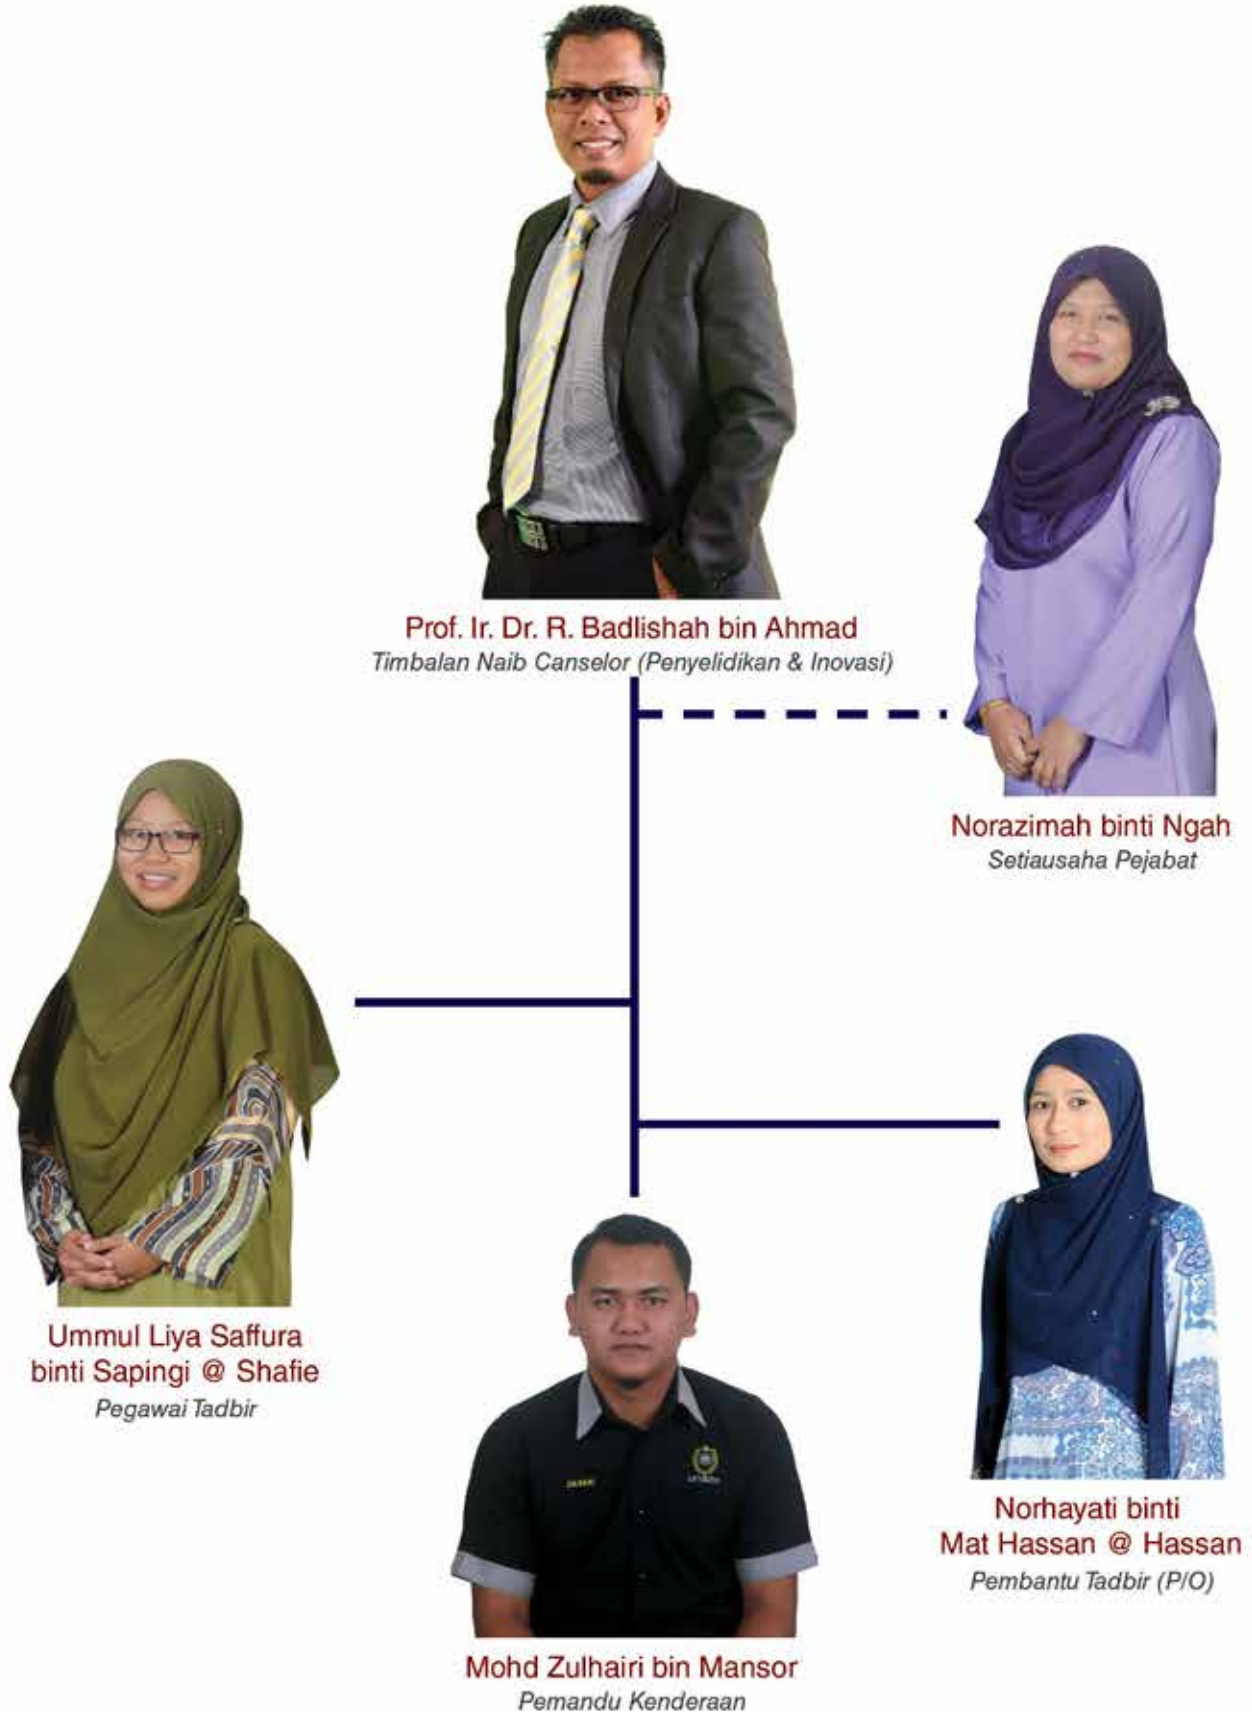 Prof. Ir. Dr. R. Badlishah bin Ahmad
Timbalan Naib Canselor (Penyelidikan & Inovasi)
Norazimah binti Ngah
Setiausaha Pejabat
Ummul Liya Saffura
binti Sapingi @ Shafie
Pegawai Tadbir
Norhayati binti
Mat Hassan @ Hassan
Pembantu Tadbir (P/O)
Mohd Zulhairi bin Mansor
Pemandu Kenderaan